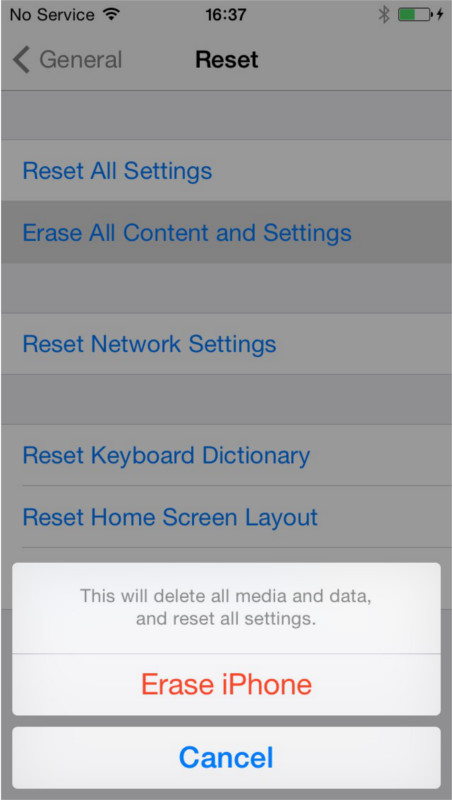 No Service 16:37
General Reset
Reset All Settings
Erase All Content and Settings
Reset Network Settings
Reset Keyboard Dictionary
Reset Home Screen Layout
This will delete all media and data,
and reset all settings.
Erase iPhone
Cancel